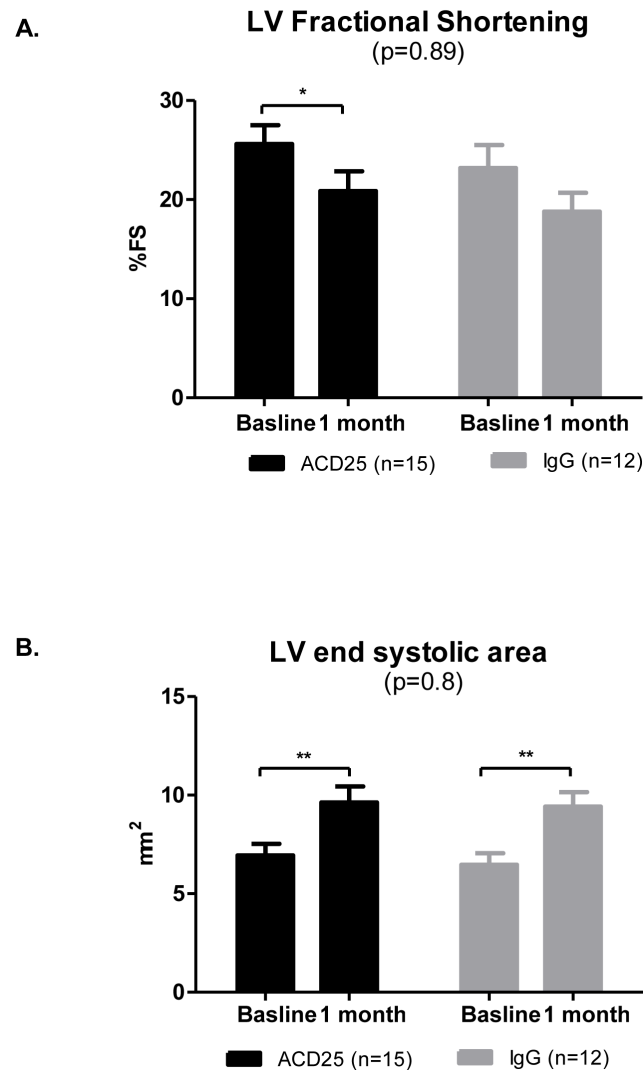 A.
LV Fractional Shortening
(p=0.89)
*
30
20
10
0
%FS
Basline 1 month Basline 1 month
ACD25 (n=15) IgG (n=12)
B.
LV end systolic area
(p=0.8)
** **
15
10
5
0
mm²
Basline 1 month Basline 1 month
ACD25 (n=15) IgG (n=12)